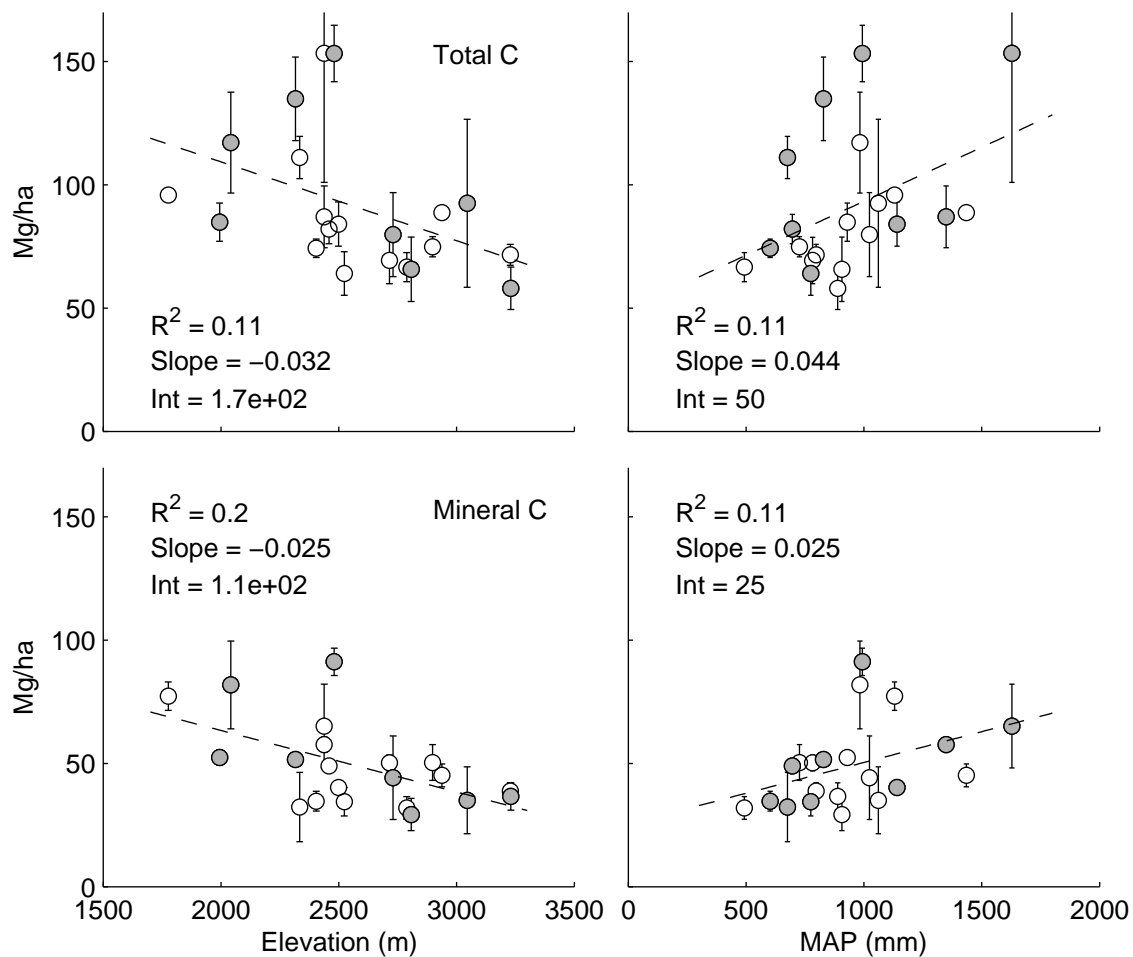 150
100
50
0
Mg/ha
Total C
R² = 0.11
Slope = −0.032
Int = 1.7e+02
R² = 0.11
Slope = 0.044
Int = 50
150
100
50
0
Mg/ha
R² = 0.2
Slope = −0.025
Int = 1.1e+02
Mineral C
R² = 0.11
Slope = 0.025
Int = 25
1500 2000 2500 3000 3500
Elevation (m)
0 500 1000 1500 2000
MAP (mm)